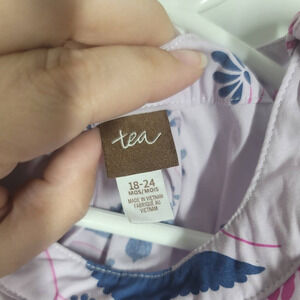 tea
18-24
MOS/MOIS
MADE IN VIETNAM
FABRIQUÉ AU
VIETNAM